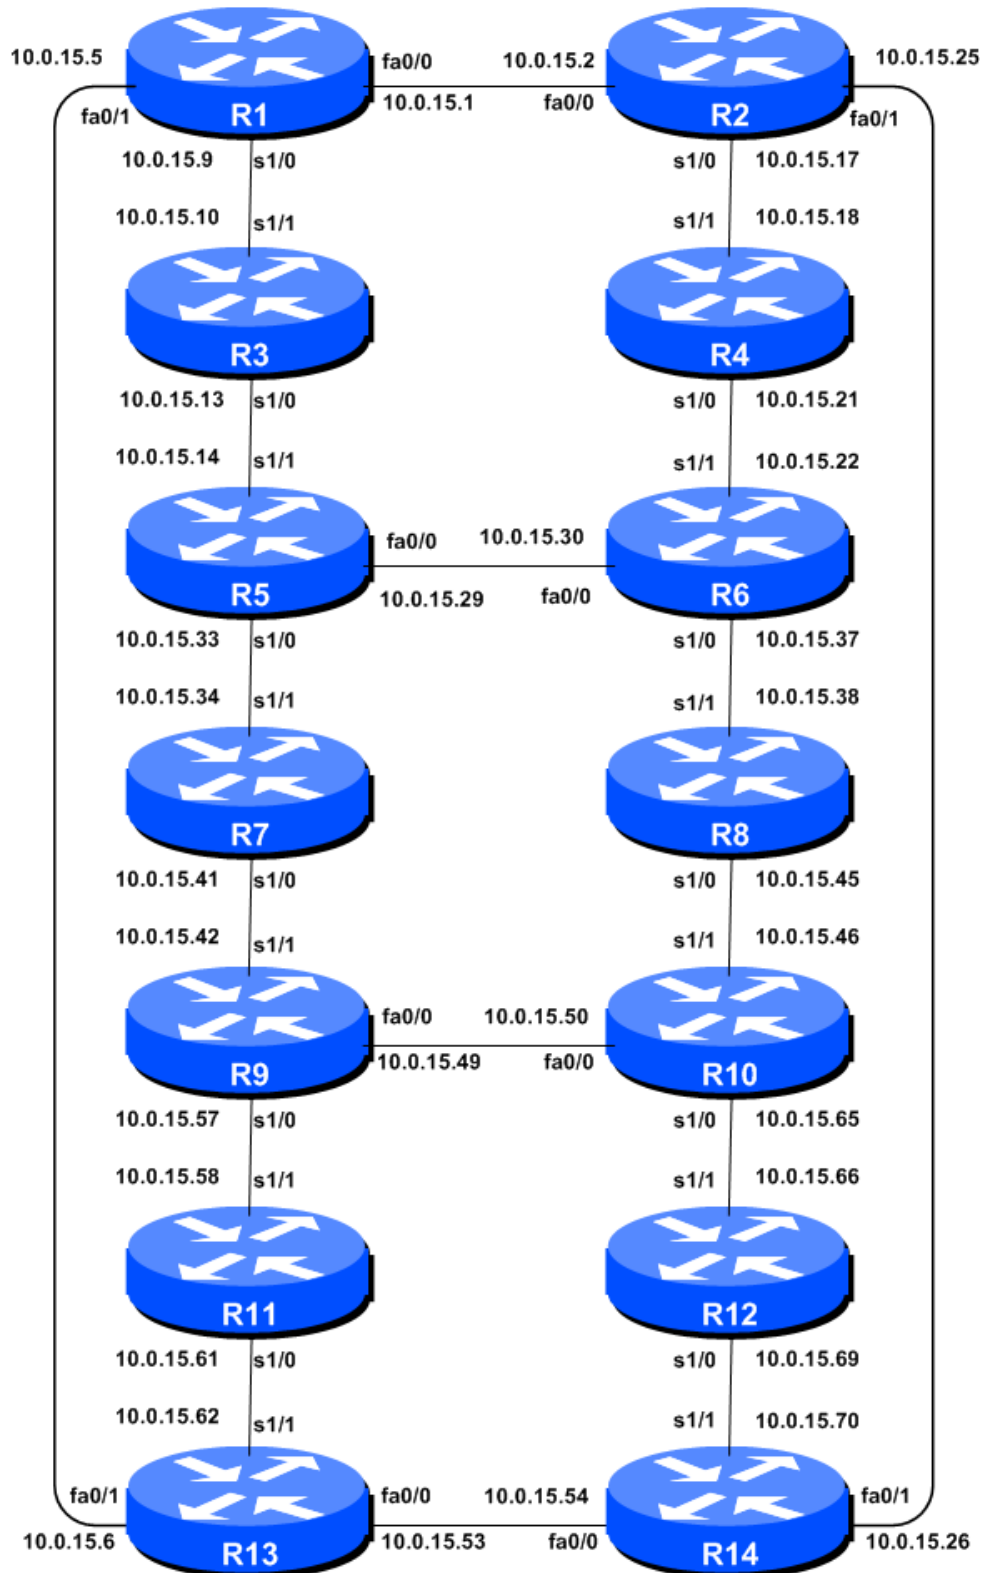 10.0.15.5 fa0/0 10.0.15.2 10.0.15.25
fa0/1 R1 10.0.15.1 fa0/0 R2 fa0/1
10.0.15.9 s1/0 s1/0 10.0.15.17
10.0.15.10 s1/1 s1/1 10.0.15.18
R3 R4
10.0.15.13 s1/0 s1/0 10.0.15.21
10.0.15.14 s1/1 s1/1 10.0.15.22
fa0/0 10.0.15.30
R5 10.0.15.29 fa0/0 R6
10.0.15.33 s1/0 s1/0 10.0.15.37
10.0.15.34 s1/1 s1/1 10.0.15.38
R7 R8
10.0.15.41 s1/0 s1/0 10.0.15.45
10.0.15.42 s1/1 s1/1 10.0.15.46
fa0/0 10.0.15.50
R9 10.0.15.49 fa0/0 R10
10.0.15.57 s1/0 s1/0 10.0.15.65
10.0.15.58 s1/1 s1/1 10.0.15.66
R11 R12
10.0.15.61 s1/0 s1/0 10.0.15.69
10.0.15.62 s1/1 s1/1 10.0.15.70
fa0/1 fa0/0 10.0.15.54 fa0/1
10.0.15.6 R13 10.0.15.53 fa0/0 R14 10.0.15.26